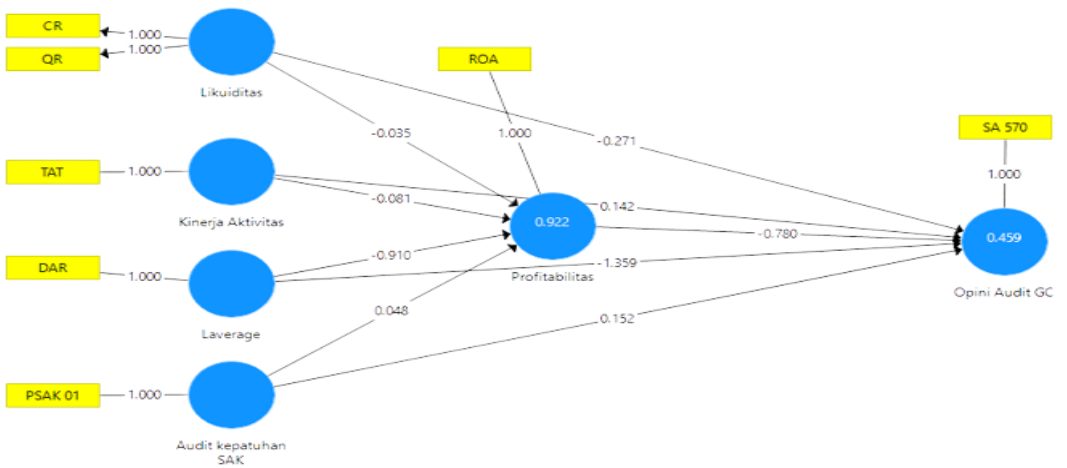 CR
1.000
QR
1.000
Likuiditas
ROA
1.000
SA 570
1.000
-0.035
-0.271
TAT
1.000
Kinerja Aktivitas
-0.081
0.142
0.922
-0.780
0.459
Profitabilitas
Opini Audit GC
DAR
1.000
Laverage
-0.910
-1.359
0.048
0.152
PSAK 01
1.000
Audit kepatuhan
SAK